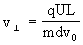 v⊥ = qUL / mdv₀